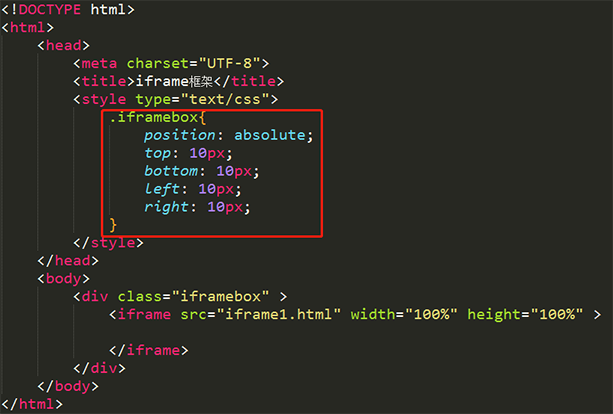 <!DOCTYPE html>
<html>
<head>
<meta charset="UTF-8">
<title>iframe框架</title>
<style type="text/css">
.iframebox{
position: absolute;
top: 10px;
bottom: 10px;
left: 10px;
right: 10px;
}
</style>
</head>
<body>
<div class="iframebox" >
<iframe src="iframe1.html" width="100%" height="100%" >
</iframe>
</div>
</body>
</html>